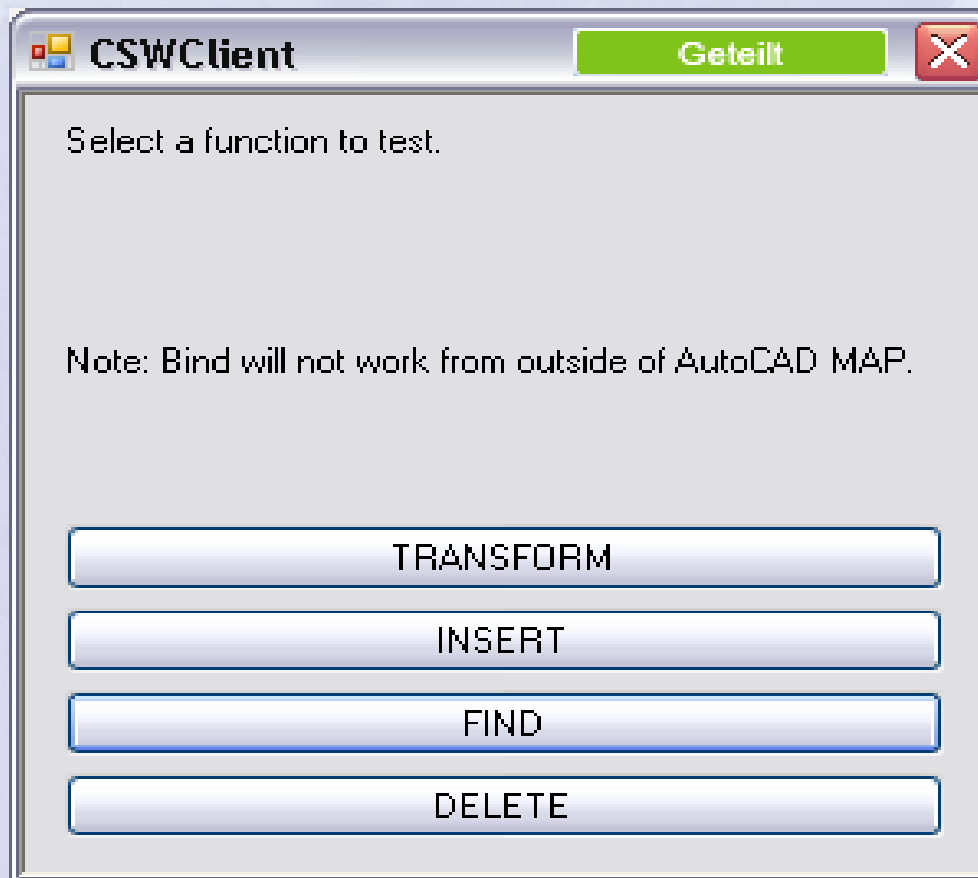 CSWClient
Geteilt
Select a function to test.
Note: Bind will not work from outside of AutoCAD MAP.
TRANSFORM
INSERT
FIND
DELETE